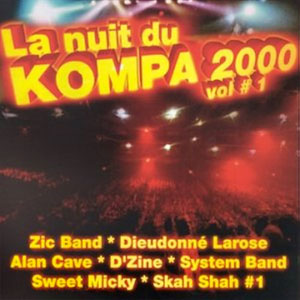 La nuit du
KOMPA 2000
vol # 1
Zic Band * Dieudonné Larose
Alan Cave * D'Zine * System Band
Sweet Micky * Skah Shah #1